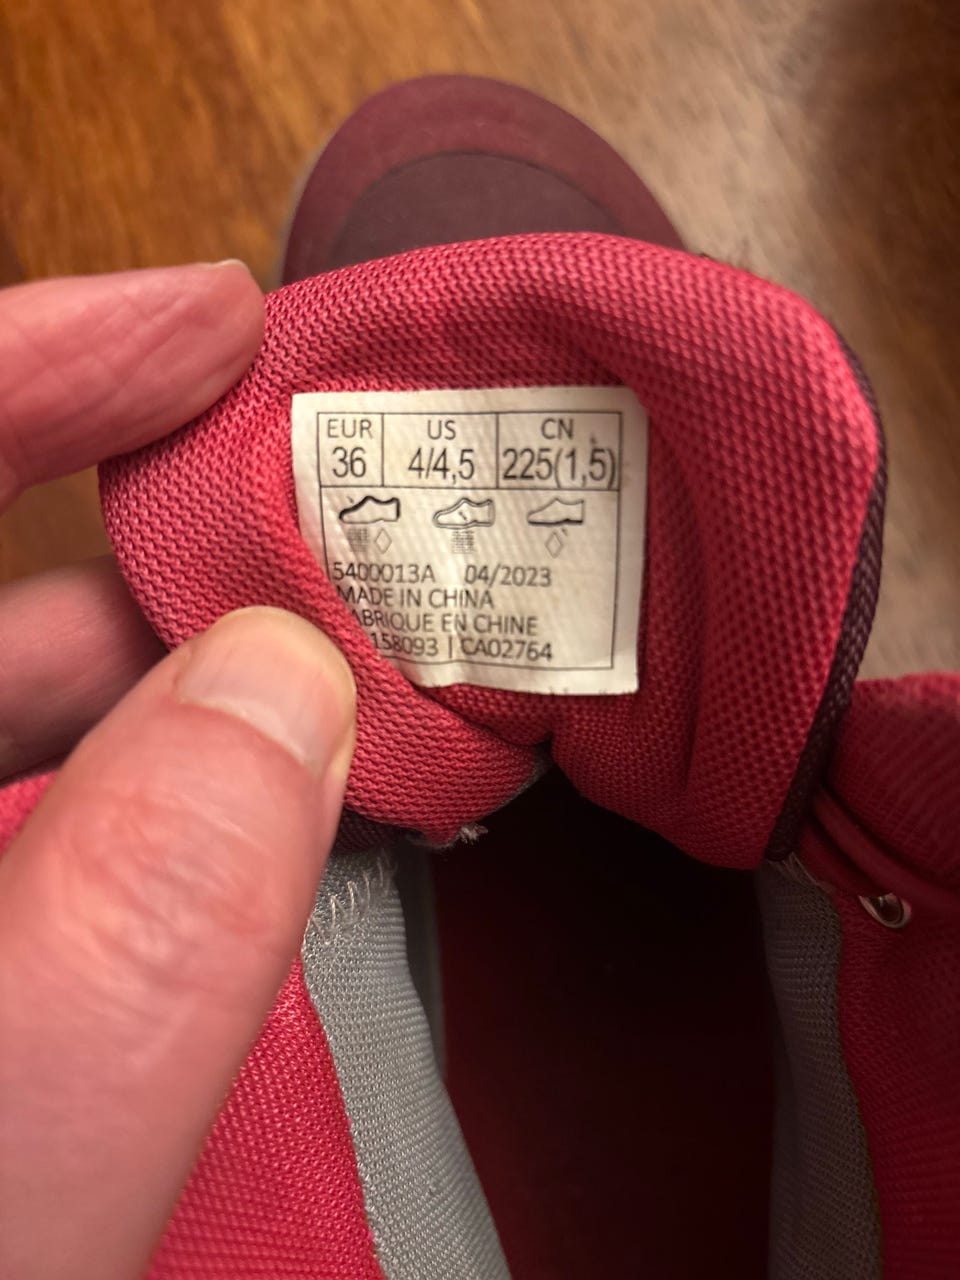 EUR US CN
36 4/4,5 225(1,5)
5400013A 04/2023
MADE IN CHINA
ABRIQUE EN CHINE
158093 | CA02764